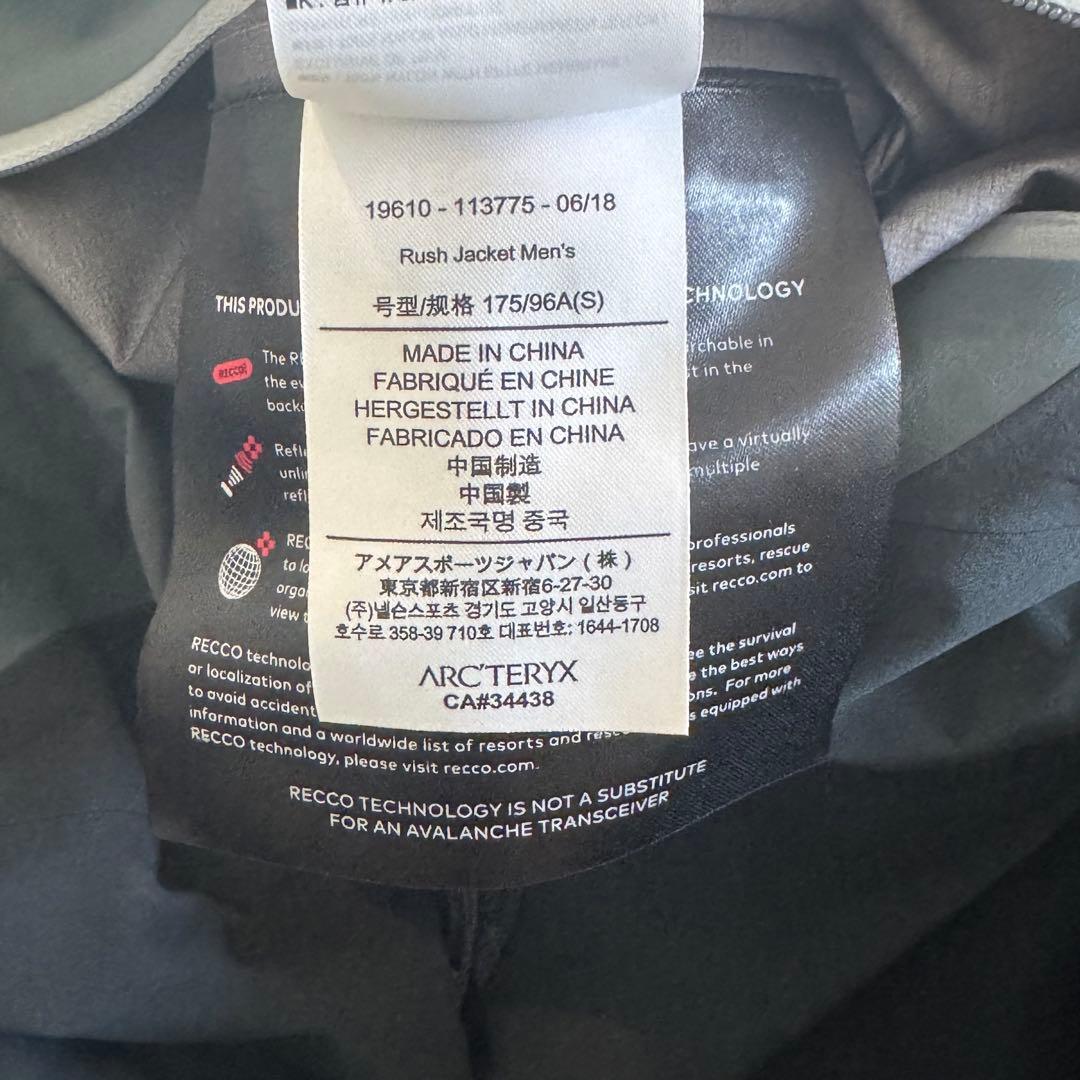 19610 - 113775 - 06/18
Rush Jacket Men's
号型/规格 175/96A(S)
MADE IN CHINA
FABRIQUÉ EN CHINE
HERGESTELLT IN CHINA
FABRICADO EN CHINA
中国制造
中国製
제조국명 중국
アメアスポーツジャパン (株)
東京都新宿区新宿6-27-30
(주)넬슨스포츠 경기도 고양시 일산동구
호수로 358-39 710호 대표번호: 1644-1708
ARC'TERYX
CA#34438
THIS PRODU
CHNOLOGY
RECCO
The R
rchable in
the ev
t in the
back
Refle
ave a virtually
unli
multiple
refl
REC
professionals
to lo
resorts, rescue
orga
sit recco.com to
view t
RECCO technolo
ee the survival
or localization of
e the best ways
to avoid accident
ons. For more
information and a worldwide list of resorts and resc
s equipped with
RECCO technology, please visit recco.com.
RECCO TECHNOLOGY IS NOT A SUBSTITUTE
FOR AN AVALANCHE TRANSCEIVER